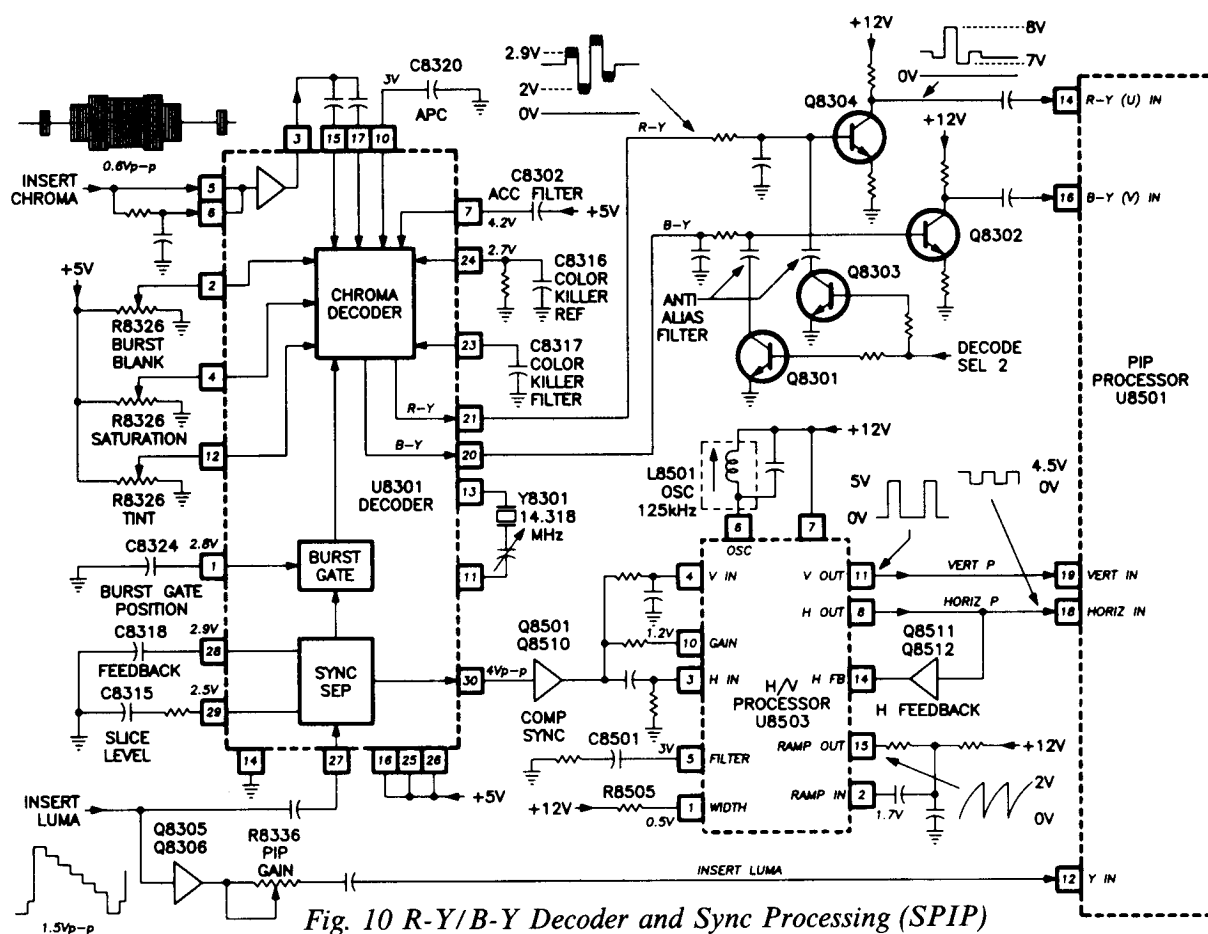 +12V
8V
7V
0V
2.9V
2V
0V
C8320
3V
APC
Q8304
R-Y
14 R-Y (U) IN
+12V
3
15
17
10
0.6Vp-p
INSERT
CHROMA
5
6
C8302
ACC FILTER
7
4.2V
+5V
16 B-Y (V) IN
Q8302
B-Y
24
2.7V
C8316
COLOR
KILLER
REF
Q8303
+5V
2
CHROMA
DECODER
ANTI
ALIAS
FILTER
R8326
BURST
BLANK
23
C8317
COLOR
KILLER
FILTER
Q8301
DECODE
SEL 2
PIP
PROCESSOR
U8501
4
R8326
SATURATION
R-Y
21
B-Y
20
12
R8326
TINT
U8301
DECODER
13
Y8301
14.318
MHz
11
+12V
L8501
OSC
125kHz
6
OSC
7
5V
0V
4.5V
0V
C8324
2.8V
1
BURST GATE
POSITION
BURST
GATE
4 V IN
V OUT 11
VERT P
19 VERT IN
H OUT 8
HORIZ P
18 HORIZ IN
C8318
2.9V
28
FEEDBACK
C8315
2.5V
29
SLICE
LEVEL
SYNC
SEP
30
4Vp-p
Q8501
Q8510
COMP
SYNC
1.2V
10 GAIN
3 H IN
H FB 14
Q8511
Q8512
H FEEDBACK
H/V
PROCESSOR
U8503
C8501
3V
5 FILTER
RAMP OUT 15
+12V
2V
0V
+12V
R8505
0.5V
1 WIDTH
RAMP IN 2
1.7V
14
27
16
25
26
+5V
INSERT
LUMA
Q8305
Q8306
R8336
PIP
GAIN
INSERT LUMA
12 Y IN
1.5Vp-p
Fig. 10 R-Y/B-Y Decoder and Sync Processing (SPIP)